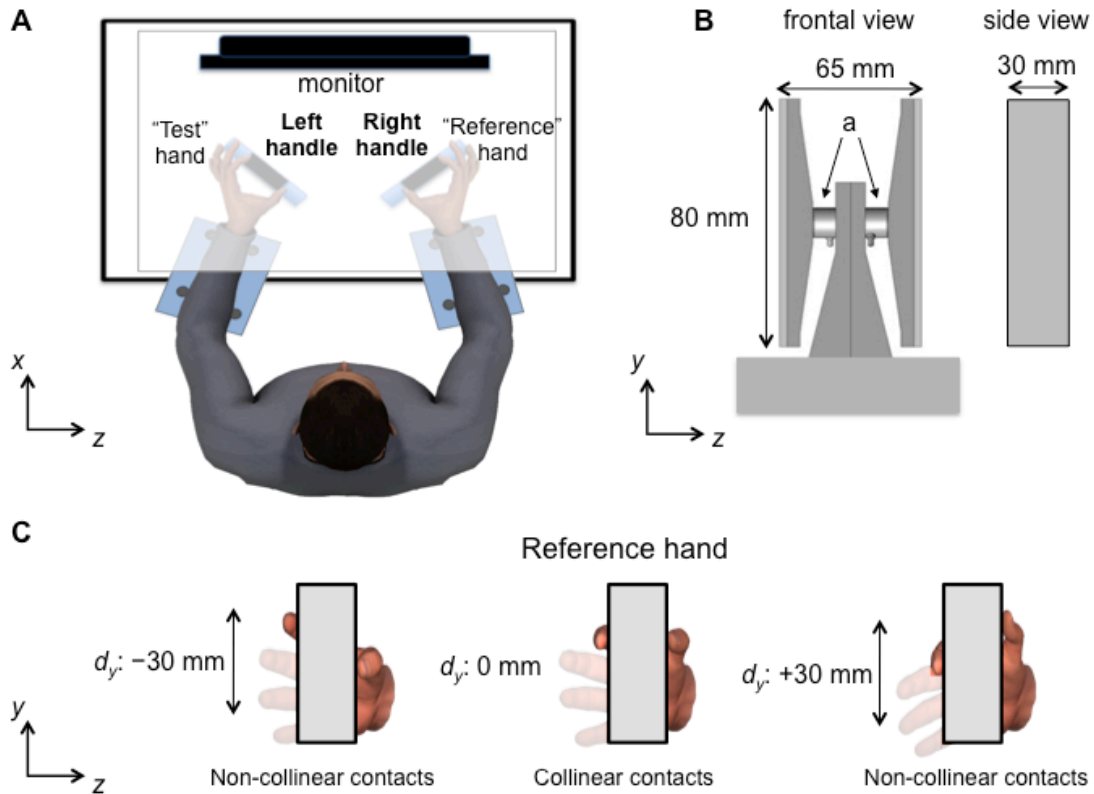 A
monitor
“Test”
hand
Left
handle
Right
handle
“Reference”
hand
x
z
B
frontal view
side view
65 mm
30 mm
a
80 mm
y
z
C
Reference hand
dy: −30 mm
dy: 0 mm
dy: +30 mm
y
z
Non-collinear contacts
Collinear contacts
Non-collinear contacts